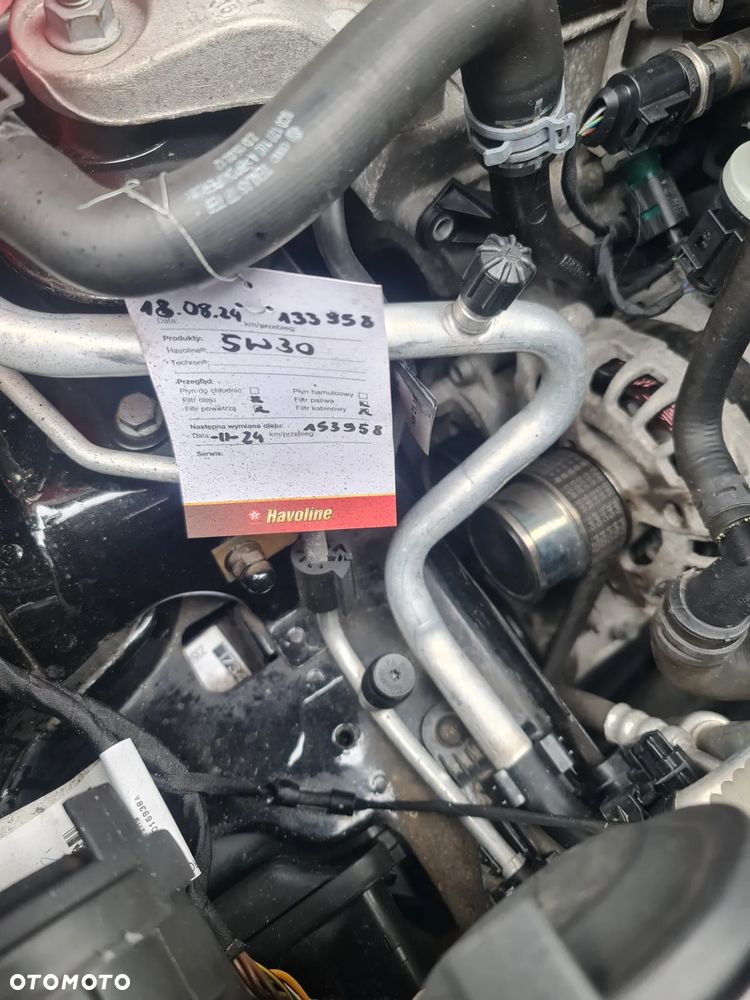 18.08.24 133958
Data: km/przebieg:
Produkty:
Havoline®: 5W30
Techron®:
Przegląd:
Płyn do chłodnic Płyn hamulcowy
Filtr oleju Filtr paliwa
Filtr powietrza Filtr kabinowy
Następna wymiana oleju: 153958
Data -11-24 km/przebieg:
Serwis:
Havoline
OTOMOTO